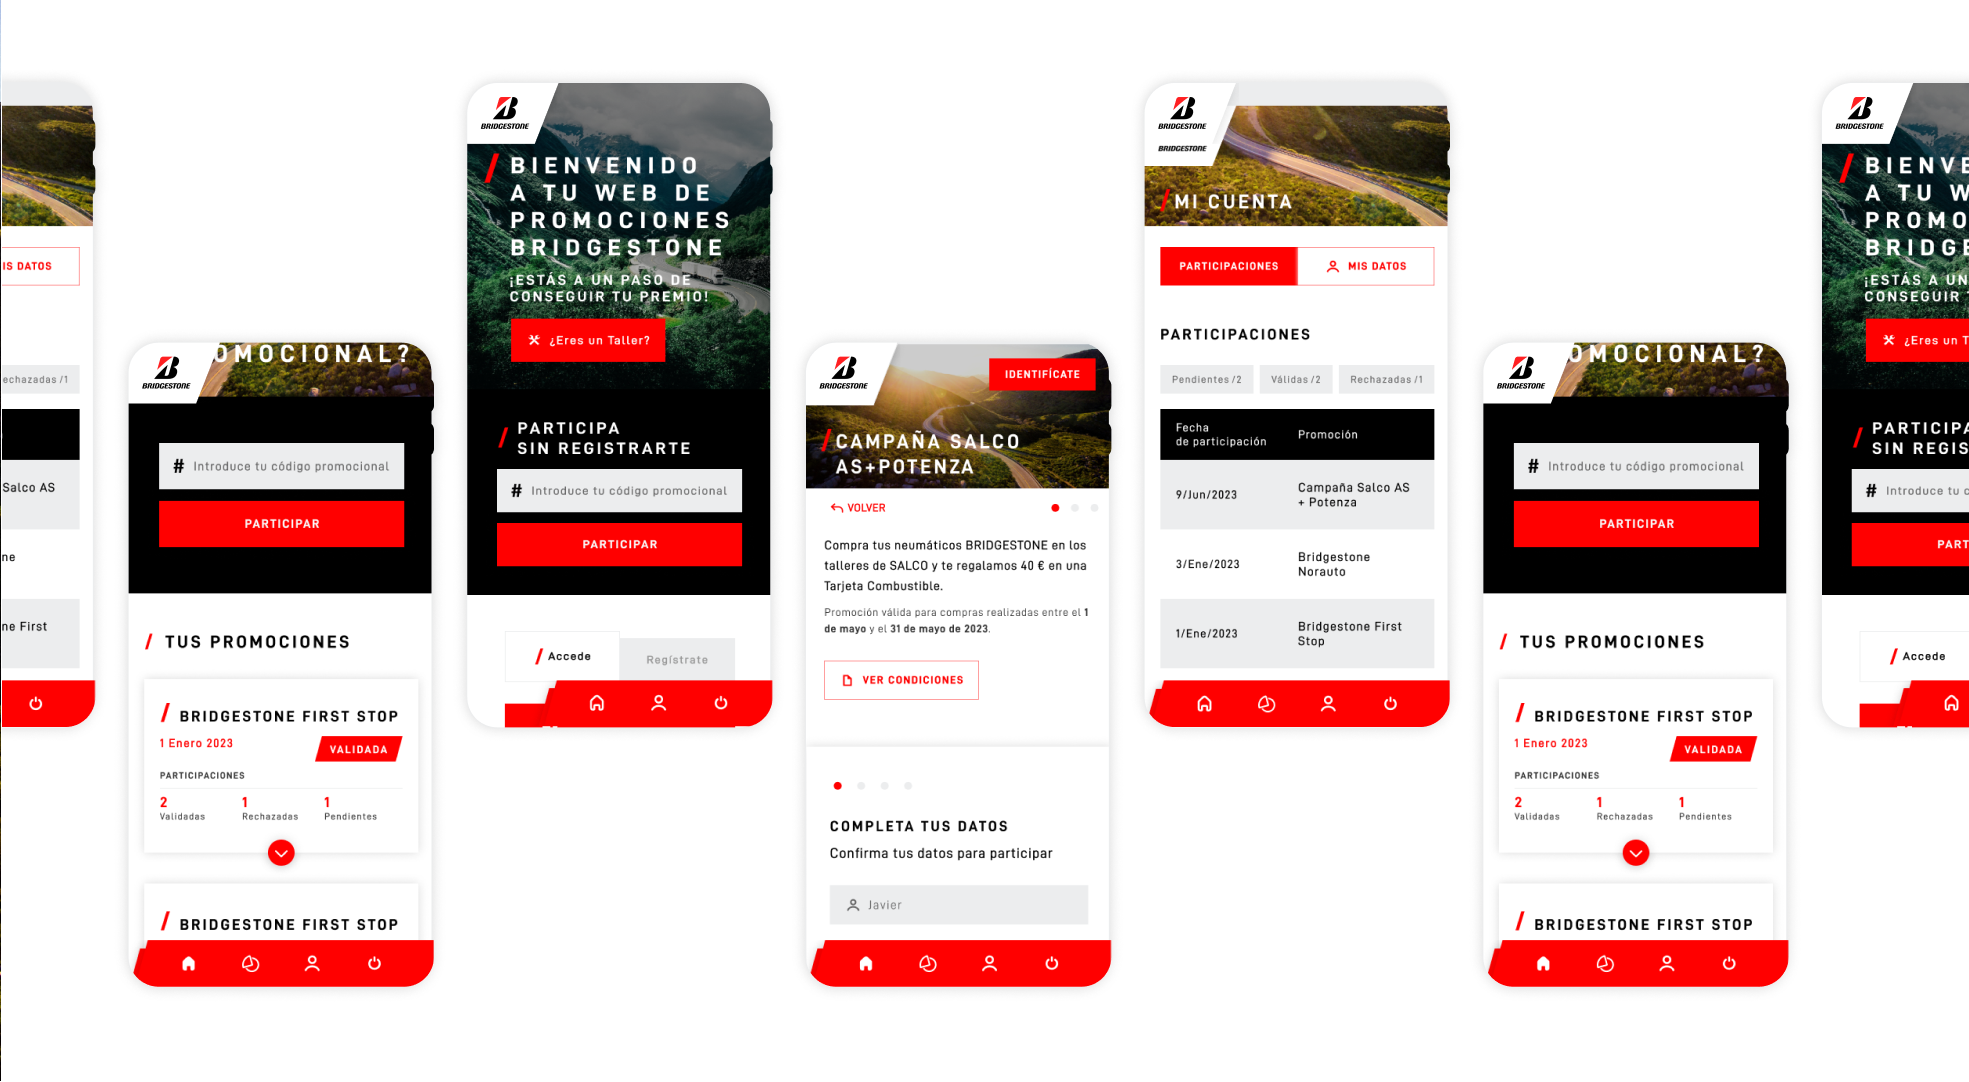 IS DATOS
echazadas /1
Salco AS
ne
ne First
BRIDGESTONE
OMOCIONAL?
# Introduce tu código promocional
PARTICIPAR
TUS PROMOCIONES
BRIDGESTONE FIRST STOP
1 Enero 2023
VALIDADA
PARTICIPACIONES
2
1
1
Validadas
Rechazadas
Pendientes
BRIDGESTONE FIRST STOP
BRIDGESTONE
BIENVENIDO
A TU WEB DE
PROMOCIONES
BRIDGESTONE
¡ESTÁS A UN PASO DE
CONSEGUIR TU PREMIO!
¿Eres un Taller?
PARTICIPA
SIN REGISTRARTE
# Introduce tu código promocional
PARTICIPAR
Accede
Regístrate
BRIDGESTONE
IDENTIFÍCATE
CAMPAÑA SALCO
AS+POTENZA
VOLVER
Compra tus neumáticos BRIDGESTONE en los
talleres de SALCO y te regalamos 40 € en una
Tarjeta Combustible.
Promoción válida para compras realizadas entre el 1
de mayo y el 31 de mayo de 2023.
VER CONDICIONES
COMPLETA TUS DATOS
Confirma tus datos para participar
Javier
BRIDGESTONE
BRIDGESTONE
MI CUENTA
PARTICIPACIONES
MIS DATOS
PARTICIPACIONES
Pendientes /2
Válidas /2
Rechazadas /1
Fecha
de participación
Promoción
9/Jun/2023
Campaña Salco AS
+ Potenza
3/Ene/2023
Bridgestone
Norauto
1/Ene/2023
Bridgestone First
Stop
BRIDGESTONE
OMOCIONAL?
# Introduce tu código promocional
PARTICIPAR
TUS PROMOCIONES
BRIDGESTONE FIRST STOP
1 Enero 2023
VALIDADA
PARTICIPACIONES
2
1
1
Validadas
Rechazadas
Pendientes
BRIDGESTONE FIRST STOP
BRIDGESTONE
BIENVE
A TU W
PROMO
BRIDGE
¡ESTÁS A UN
CONSEGUIR
¿Eres un T
PARTICIPA
SIN REGIS
# Introduce tu c
PART
Accede